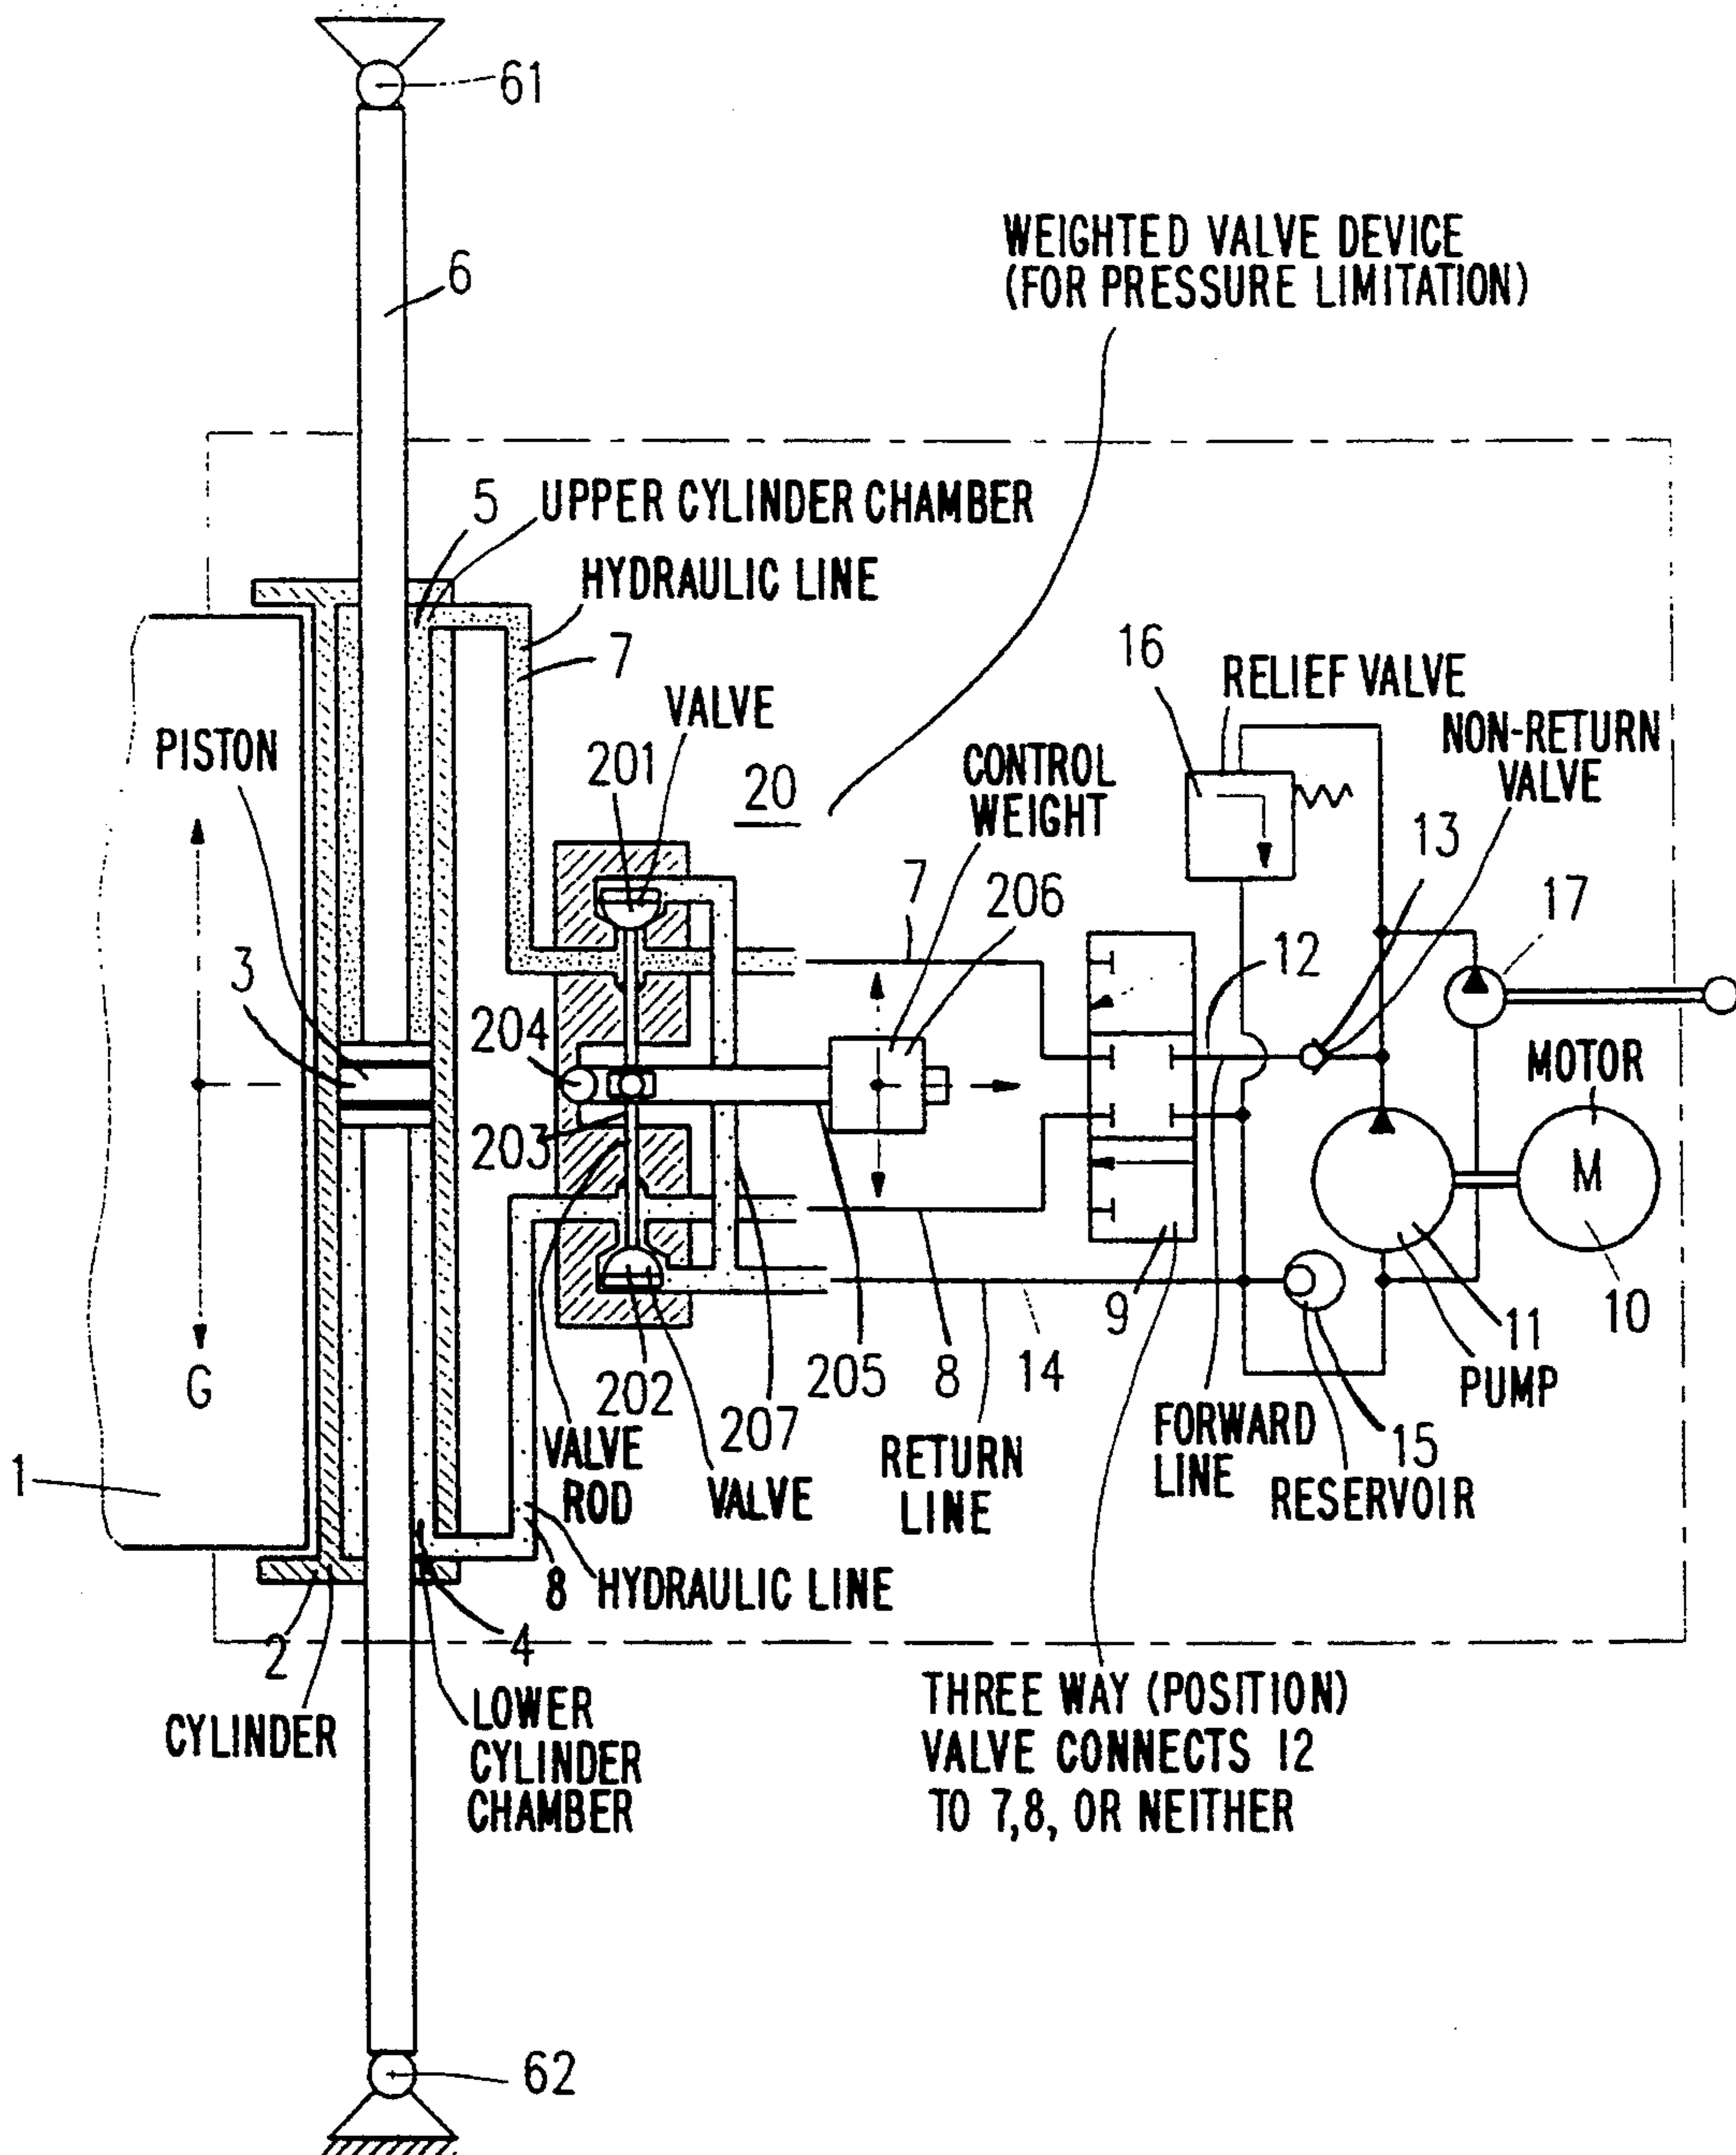 61
6
WEIGHTED VALVE DEVICE
(FOR PRESSURE LIMITATION)
5
UPPER CYLINDER CHAMBER
HYDRAULIC LINE
7
VALVE
PISTON
201
20
CONTROL
WEIGHT
16
RELIEF VALVE
NON-RETURN
VALVE
13
7
206
17
12
3
204
MOTOR
203
M
9
11
10
G
202
207
205
8
14
PUMP
VALVE
ROD
VALVE
RETURN
LINE
FORWARD
LINE
15
RESERVOIR
1
8
HYDRAULIC LINE
2
4
CYLINDER
LOWER
CYLINDER
CHAMBER
THREE WAY (POSITION)
VALVE CONNECTS 12
TO 7,8, OR NEITHER
62